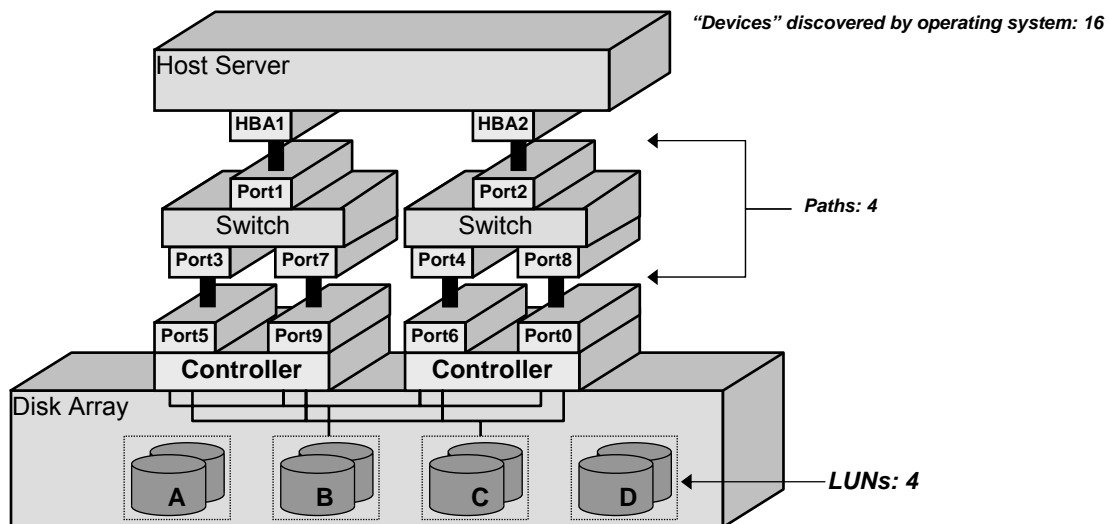 “Devices” discovered by operating system: 16
Host Server
HBA1 HBA2
Port1 Port2
Paths: 4
Switch Switch
Port3 Port7 Port4 Port8
Port5 Port9 Port6 Port0
Controller Controller
Disk Array
A B C D
LUNs: 4